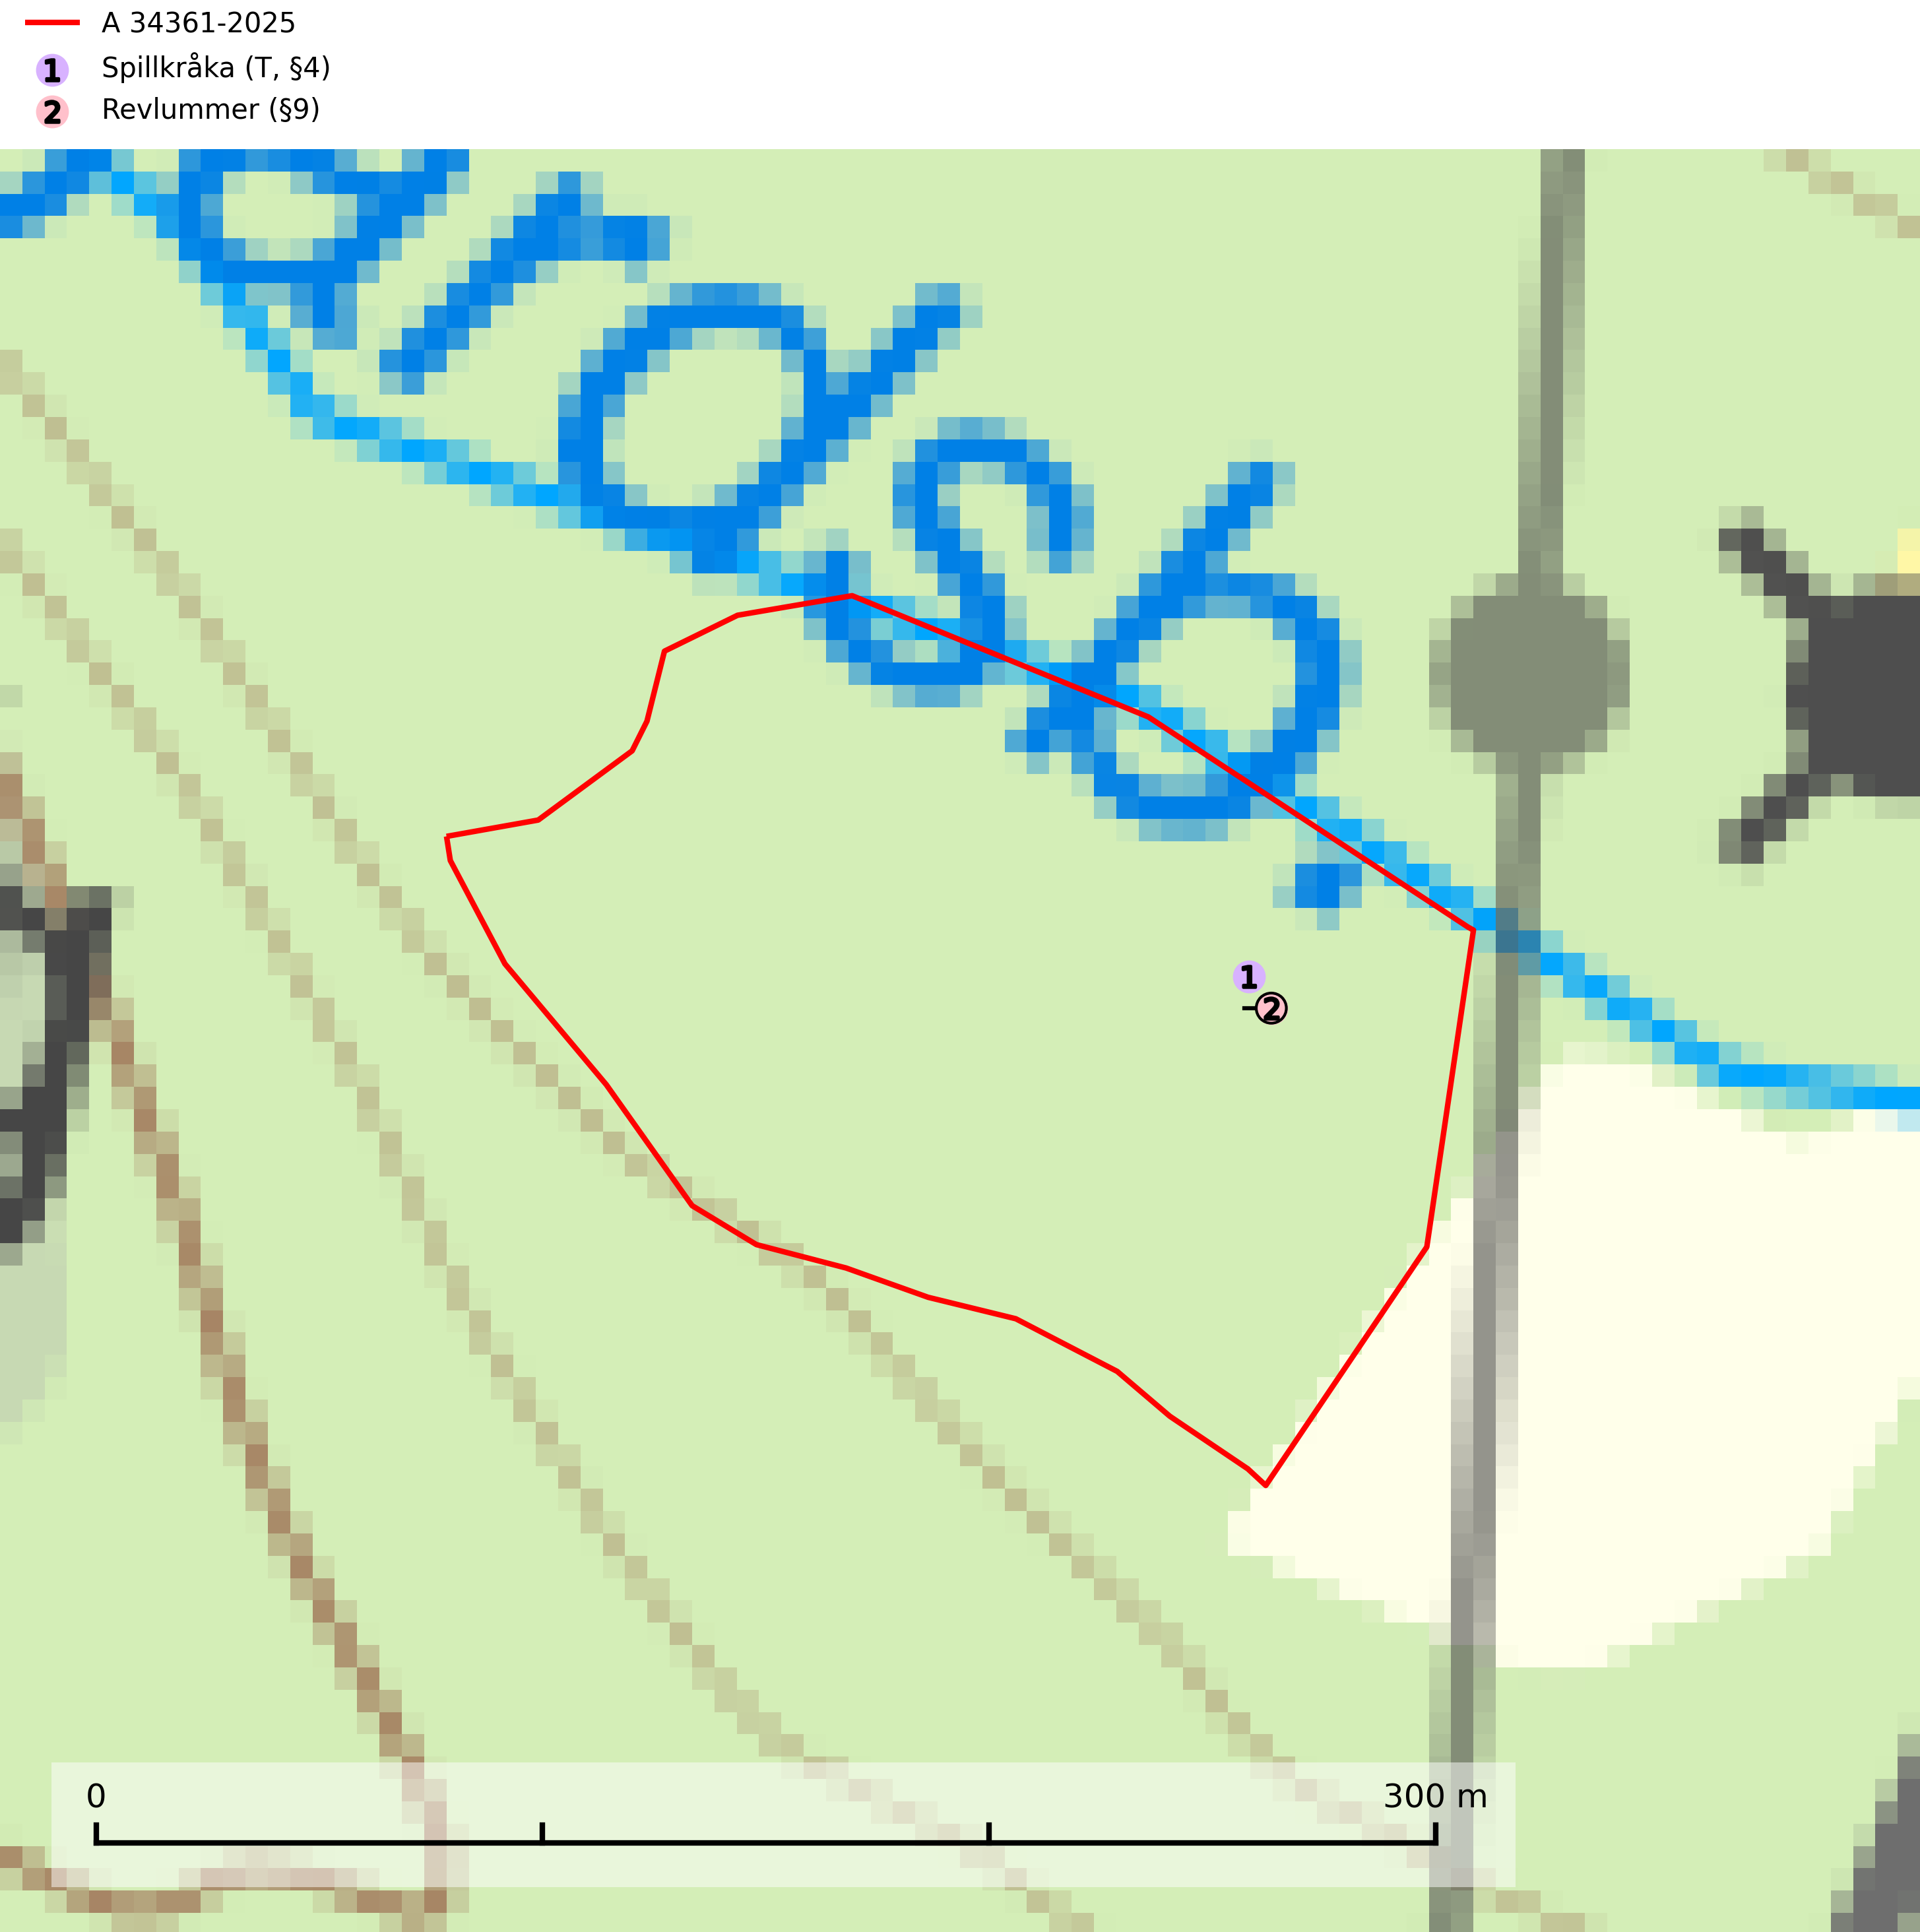 A 34361-2025
1 Spillkråka (T, §4)
2 Revlummer (§9)
1
2
0 300 m